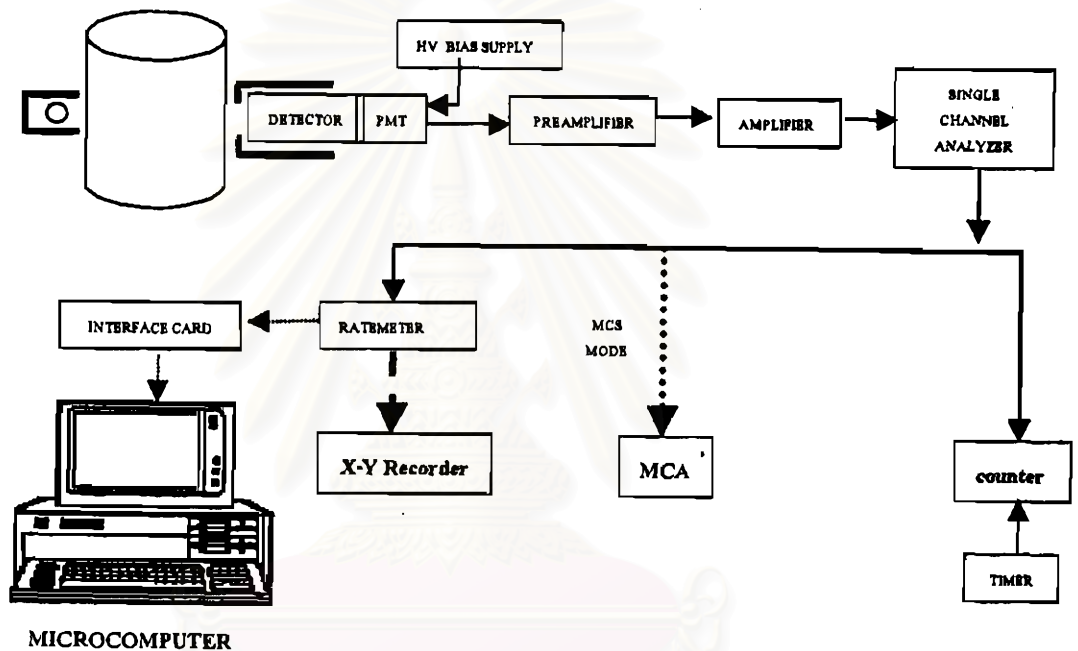 HV BIAS SUPPLY
DETECTOR
PMT
PREAMPLIFIER
AMPLIFIER
SINGLE
CHANNEL
ANALYZER
INTERFACE CARD
RATEMETER
MCS
MODE
X-Y Recorder
MCA
counter
TIMER
MICROCOMPUTER